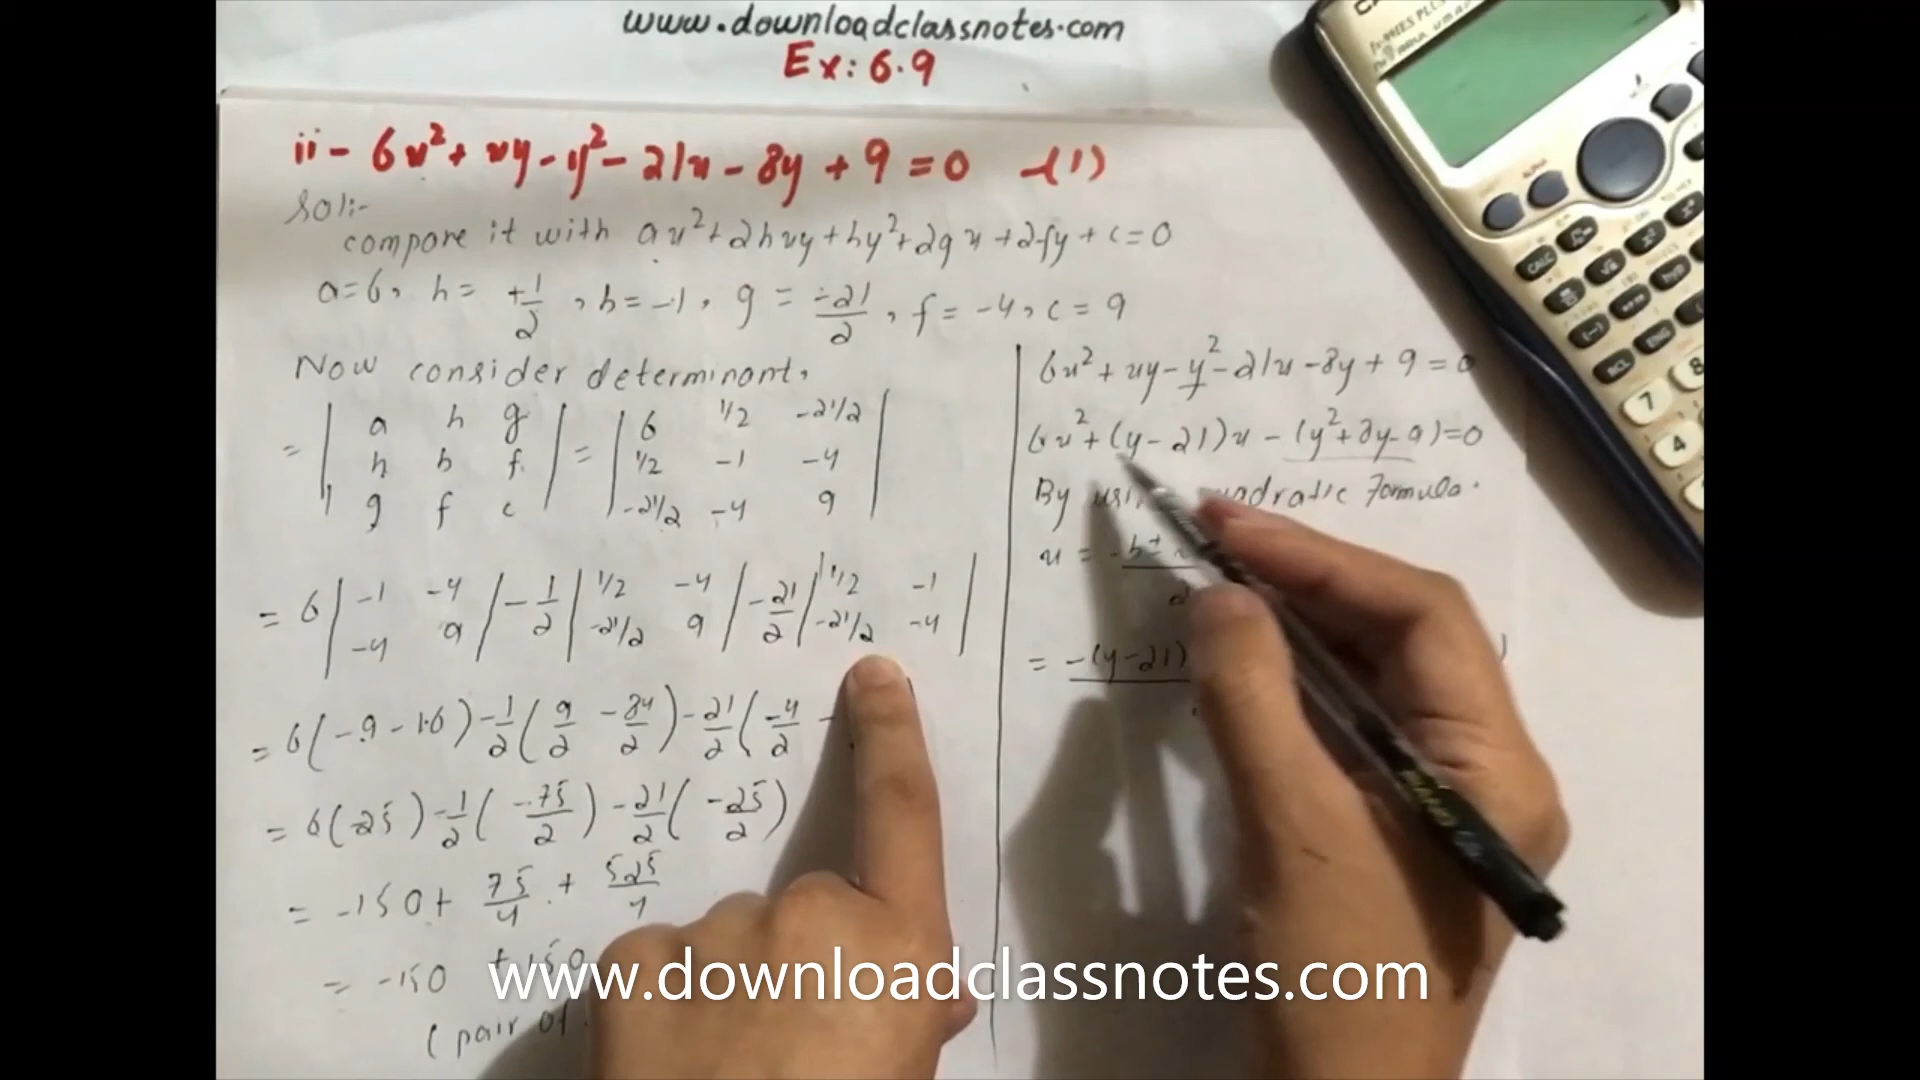 www.downloadclassnotes.com
Ex: 6.9
ii - 6x² + xy - y² - 21x - 8y + 9 = 0 -(1)
Sol:-
compare it with ax² + 2hxy + by² + 2gx + 2fy + c = 0
a=6, h= +1/2, b=-1, g = -21/2, f = -4, c = 9
Now consider determinant,
= | a h g | = | 6 1/2 -21/2 |
| h b f | | 1/2 -1 -4 |
| g f c | | -21/2 -4 9 |
= 6 | -1 -4 | - 1/2 | 1/2 -4 | - 21/2 | 1/2 -1 |
| -4 9 | | -21/2 9 | | -21/2 -4 |
= 6(-9-16) - 1/2 (9/2 - 84/2) - 21/2 (-4/2 -
= 6(-25) - 1/2 (-75/2) - 21/2 (-25/2)
= -150 + 75/4 + 525/4
= -150 + 150
( pair of
6x² + xy - y² - 21x - 8y + 9 = 0
6x² + (y-21)x - (y² + 8y - 9) = 0
By quadratic Formula.
x = -b ±
2
= -(y-21)
www.downloadclassnotes.com